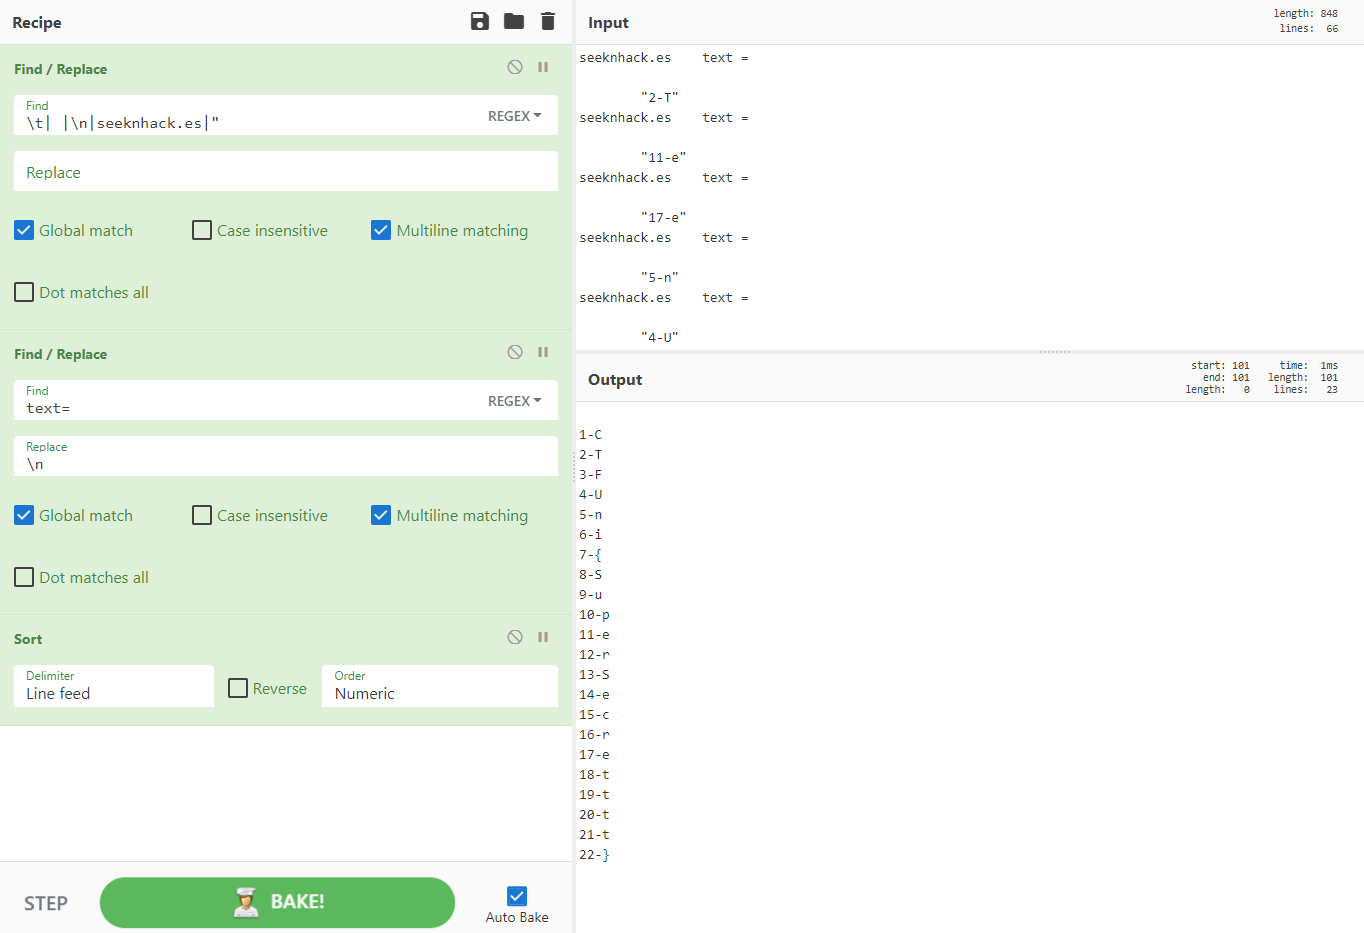 Recipe
Find / Replace
Find
\t| |\n|seeknhack.es|"
REGEX
Replace
Global match
Case insensitive
Multiline matching
Dot matches all
Find / Replace
Find
text=
REGEX
Replace
\n
Global match
Case insensitive
Multiline matching
Dot matches all
Sort
Delimiter
Line feed
Reverse
Order
Numeric
STEP
BAKE!
Auto Bake
Input
length: 848
lines: 66
seeknhack.es    text =
"2-T"
seeknhack.es    text =
"11-e"
seeknhack.es    text =
"17-e"
seeknhack.es    text =
"5-n"
seeknhack.es    text =
"4-U"
Output
start: 101 time: 1ms
end: 101 length: 101
length: 0 lines: 23
1-C
2-T
3-F
4-U
5-n
6-i
7-{
8-S
9-u
10-p
11-e
12-r
13-S
14-e
15-c
16-r
17-e
18-t
19-t
20-t
21-t
22-}